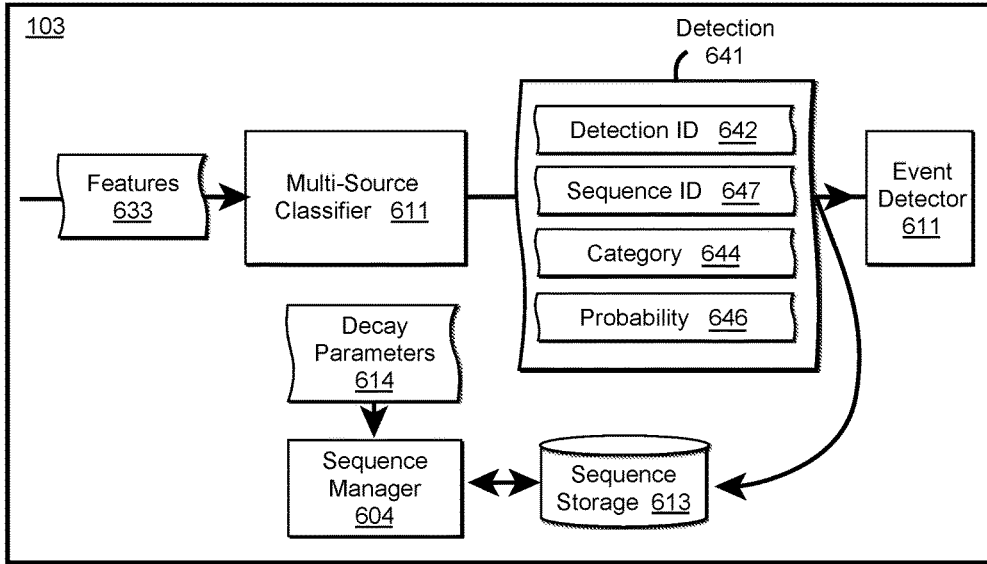 103
Detection
641
Detection ID 642
Features
633
Multi-Source
Classifier 611
Sequence ID 647
Event
Detector
611
Category 644
Probability 646
Decay
Parameters
614
Sequence
Manager
604
Sequence
Storage 613